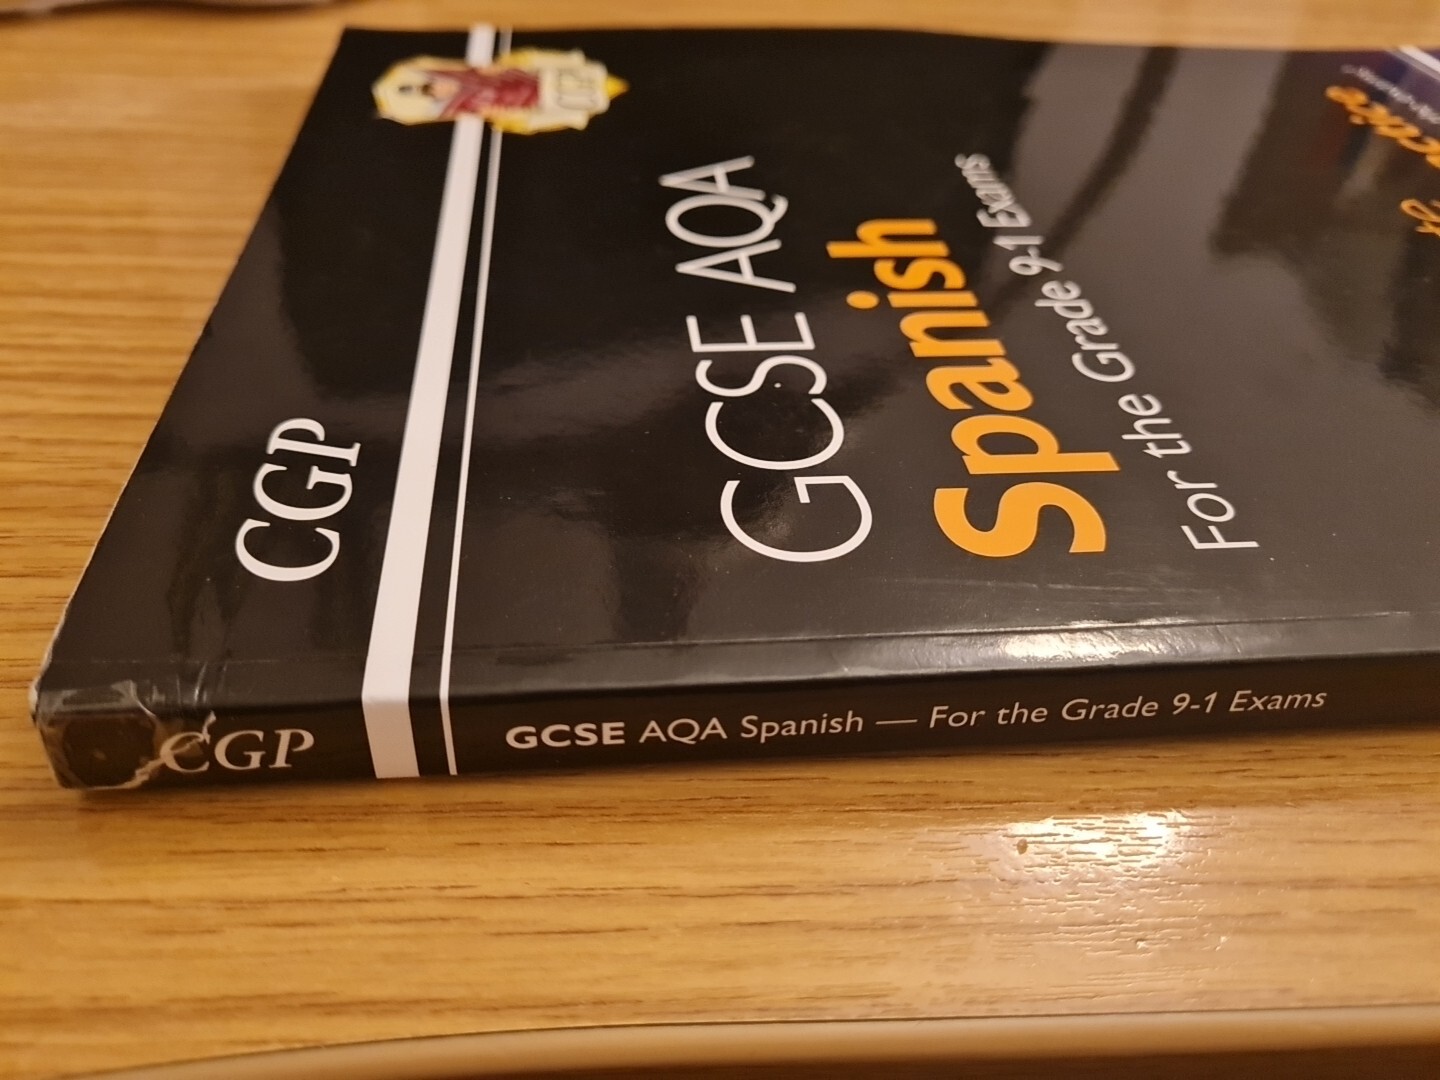 CGP
GCSE AQA
Spanish
For the Grade 9-1 Exams
CGP
CGP
GCSE AQA Spanish — For the Grade 9-1 Exams